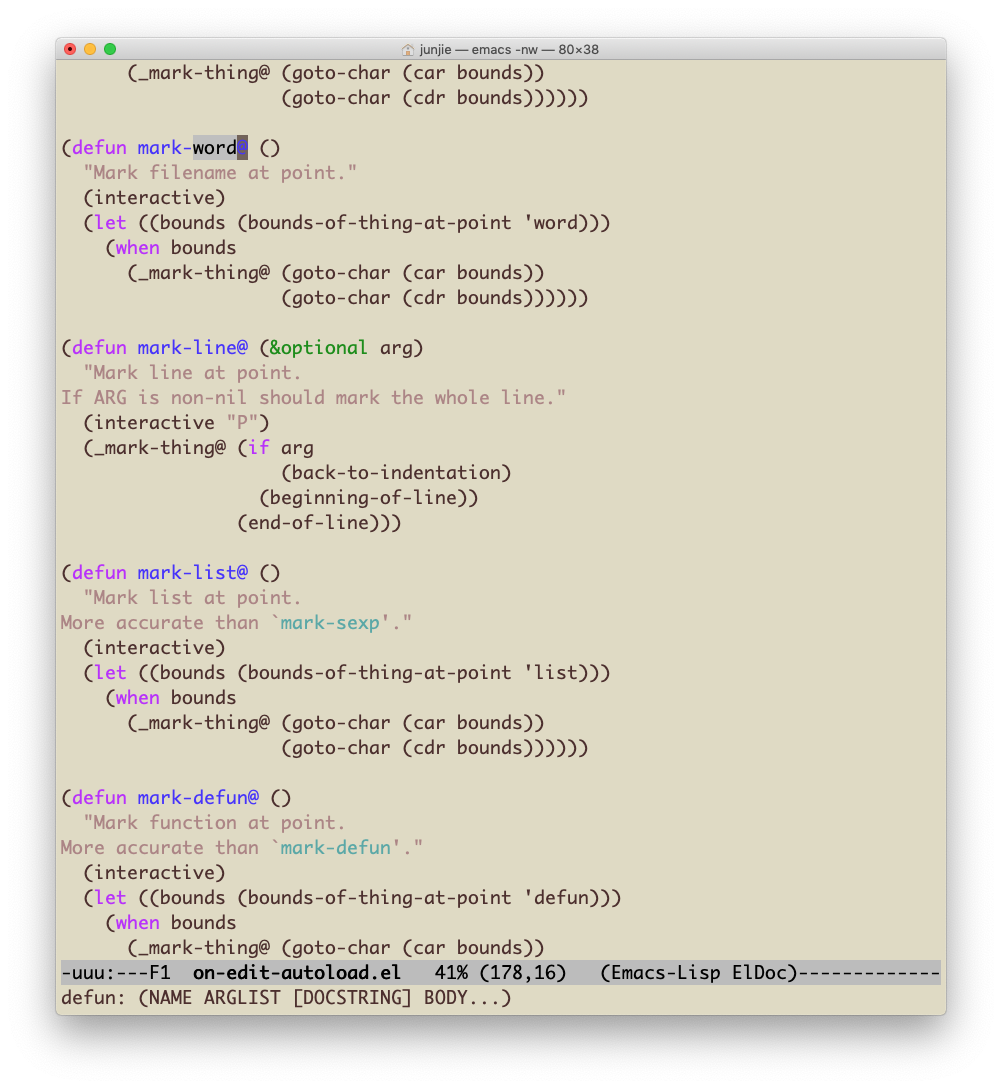 junjie — emacs -nw — 80×38
      (_mark-thing@ (goto-char (car bounds))
                    (goto-char (cdr bounds))))))

(defun mark-word@ ()
  "Mark filename at point."
  (interactive)
  (let ((bounds (bounds-of-thing-at-point 'word)))
    (when bounds
      (_mark-thing@ (goto-char (car bounds))
                    (goto-char (cdr bounds))))))

(defun mark-line@ (&optional arg)
  "Mark line at point.
If ARG is non-nil should mark the whole line."
  (interactive "P")
  (_mark-thing@ (if arg
                    (back-to-indentation)
                  (beginning-of-line))
                (end-of-line)))

(defun mark-list@ ()
  "Mark list at point.
More accurate than `mark-sexp'."
  (interactive)
  (let ((bounds (bounds-of-thing-at-point 'list)))
    (when bounds
      (_mark-thing@ (goto-char (car bounds))
                    (goto-char (cdr bounds))))))

(defun mark-defun@ ()
  "Mark function at point.
More accurate than `mark-defun'."
  (interactive)
  (let ((bounds (bounds-of-thing-at-point 'defun)))
    (when bounds
      (_mark-thing@ (goto-char (car bounds))
-uuu:---F1  on-edit-autoload.el   41% (178,16)   (Emacs-Lisp ElDoc)-------------
defun: (NAME ARGLIST [DOCSTRING] BODY...)